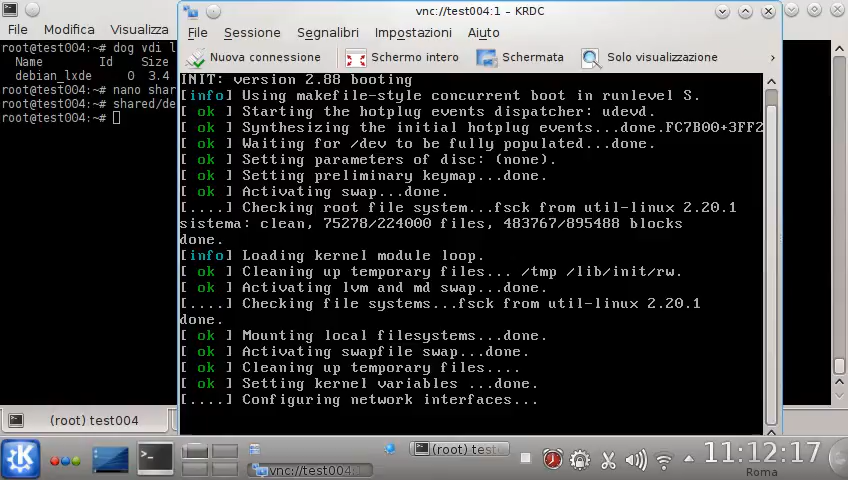 vnc://test004:1 – KRDC
File Modifica Visualizza
File Sessione Segnalibri Impostazioni Aiuto
Nuova connessione Schermo intero Schermata Solo visualizzazione
root@test004:~# dog vdi l
Name Id Size
debian_lxde 0 3.4
root@test004:~# nano shar
root@test004:~# shared/de
root@test004:~#
INIT: version 2.88 booting
[info] Using makefile-style concurrent boot in runlevel S.
[ ok ] Starting the hotplug events dispatcher: udevd.
[ ok ] Synthesizing the initial hotplug events...done.FC7B00+3FF2
[ ok ] Waiting for /dev to be fully populated...done.
[ ok ] Setting parameters of disc: (none).
[ ok ] Setting preliminary keymap...done.
[ ok ] Activating swap...done.
[....] Checking root file system...fsck from util-linux 2.20.1
sistema: clean, 75278/224000 files, 483767/895488 blocks
done.
[info] Loading kernel module loop.
[ ok ] Cleaning up temporary files... /tmp /lib/init/rw.
[ ok ] Activating lvm and md swap...done.
[....] Checking file systems...fsck from util-linux 2.20.1
done.
[ ok ] Mounting local filesystems...done.
[ ok ] Activating swapfile swap...done.
[ ok ] Cleaning up temporary files....
[ ok ] Setting kernel variables ...done.
[....] Configuring network interfaces...
(root) test004
(root) test
vnc://test004:
11:12:17
Roma